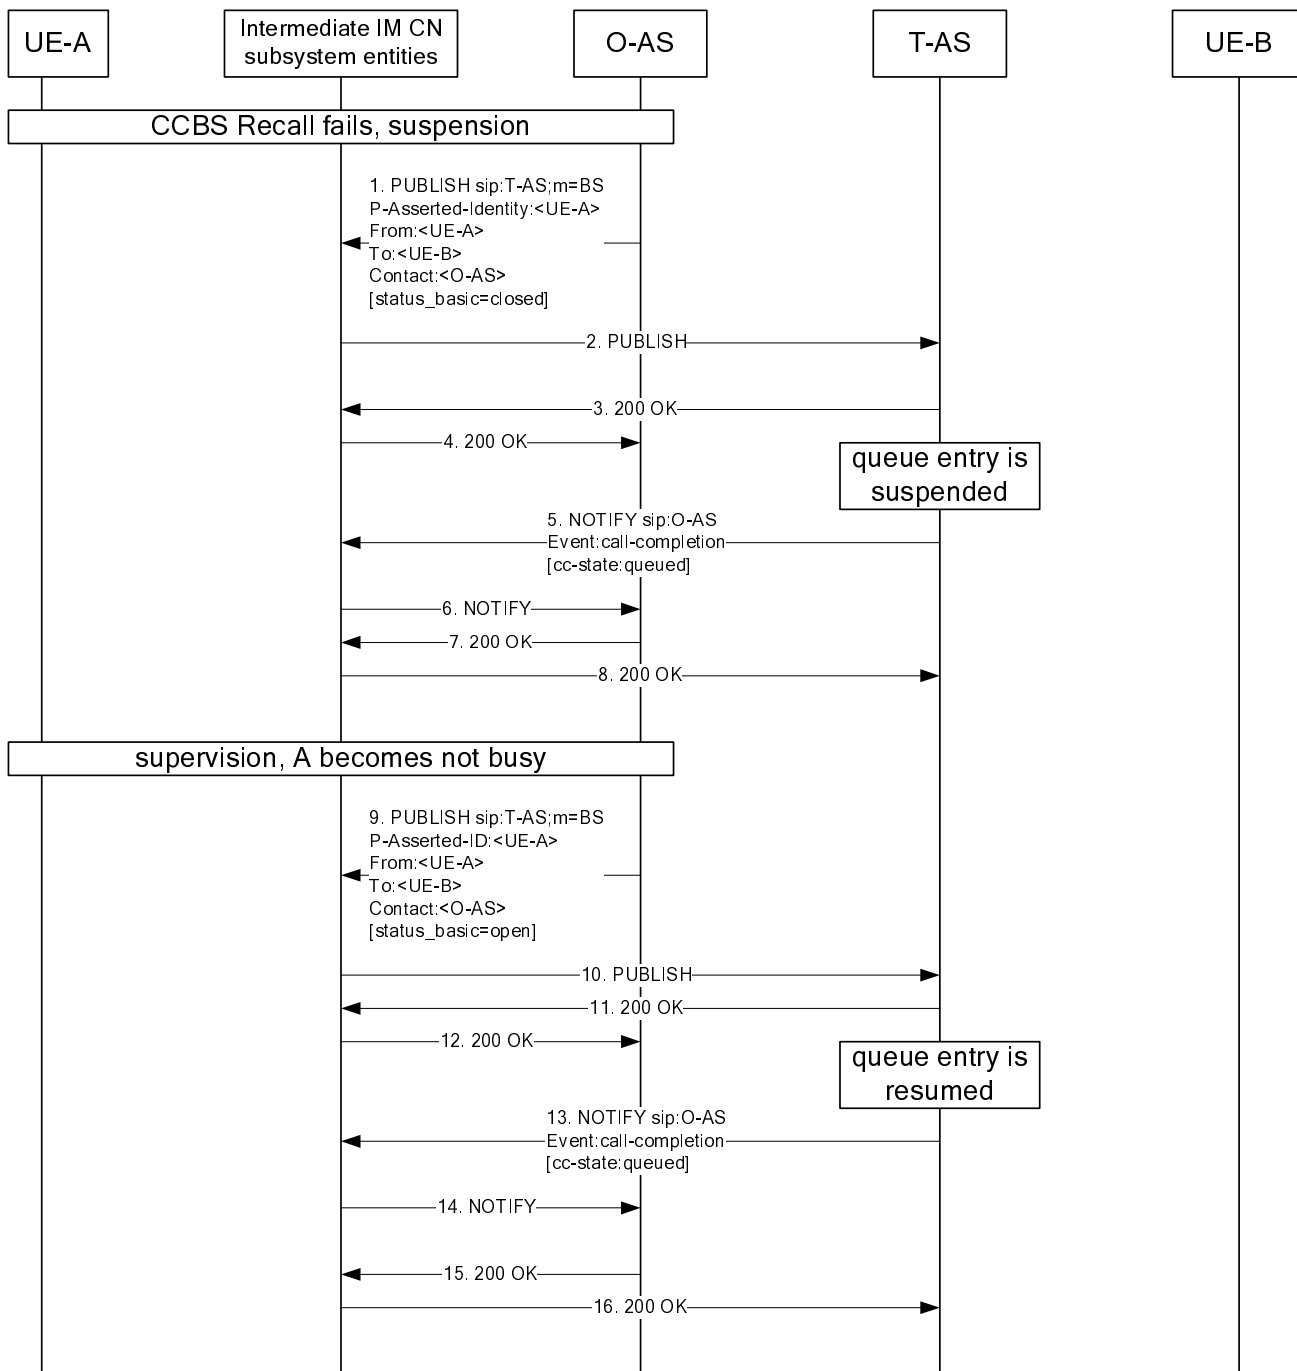 UE-A
Intermediate IM CN
subsystem entities
O-AS
T-AS
UE-B
CCBS Recall fails, suspension
1. PUBLISH sip:T-AS;m=BS
P-Asserted-Identity:<UE-A>
From:<UE-A>
To:<UE-B>
Contact:<O-AS>
[status_basic=closed]
2. PUBLISH
3. 200 OK
4. 200 OK
queue entry is
suspended
5. NOTIFY sip:O-AS
Event:call-completion
[cc-state:queued]
6. NOTIFY
7. 200 OK
8. 200 OK
supervision, A becomes not busy
9. PUBLISH sip:T-AS;m=BS
P-Asserted-ID:<UE-A>
From:<UE-A>
To:<UE-B>
Contact:<O-AS>
[status_basic=open]
10. PUBLISH
11. 200 OK
12. 200 OK
queue entry is
resumed
13. NOTIFY sip:O-AS
Event:call-completion
[cc-state:queued]
14. NOTIFY
15. 200 OK
16. 200 OK